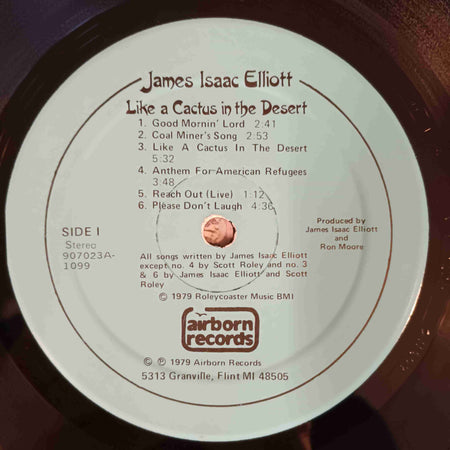 James Isaac Elliott
Like a Cactus in the Desert
1. Good Mornin' Lord 2:41
2. Coal Miner's Song 2:53
3. Like A Cactus In The Desert
5:32
4. Anthem For American Refugees
3:48
5. Reach Out (Live) 1:12
6. Please Don't Laugh 4:36
SIDE I
Stereo
907023A-
1099
Produced by
James Isaac Elliott
and
Ron Moore
All songs written by James Isaac Elliott
except no. 4 by Scott Roley and no. 3
& 6 by James Isaac Elliott and Scott
Roley
© 1979 Roleycoaster Music BMI
airborn
records
© ℗ 1979 Airborn Records
5313 Granville, Flint MI 48505